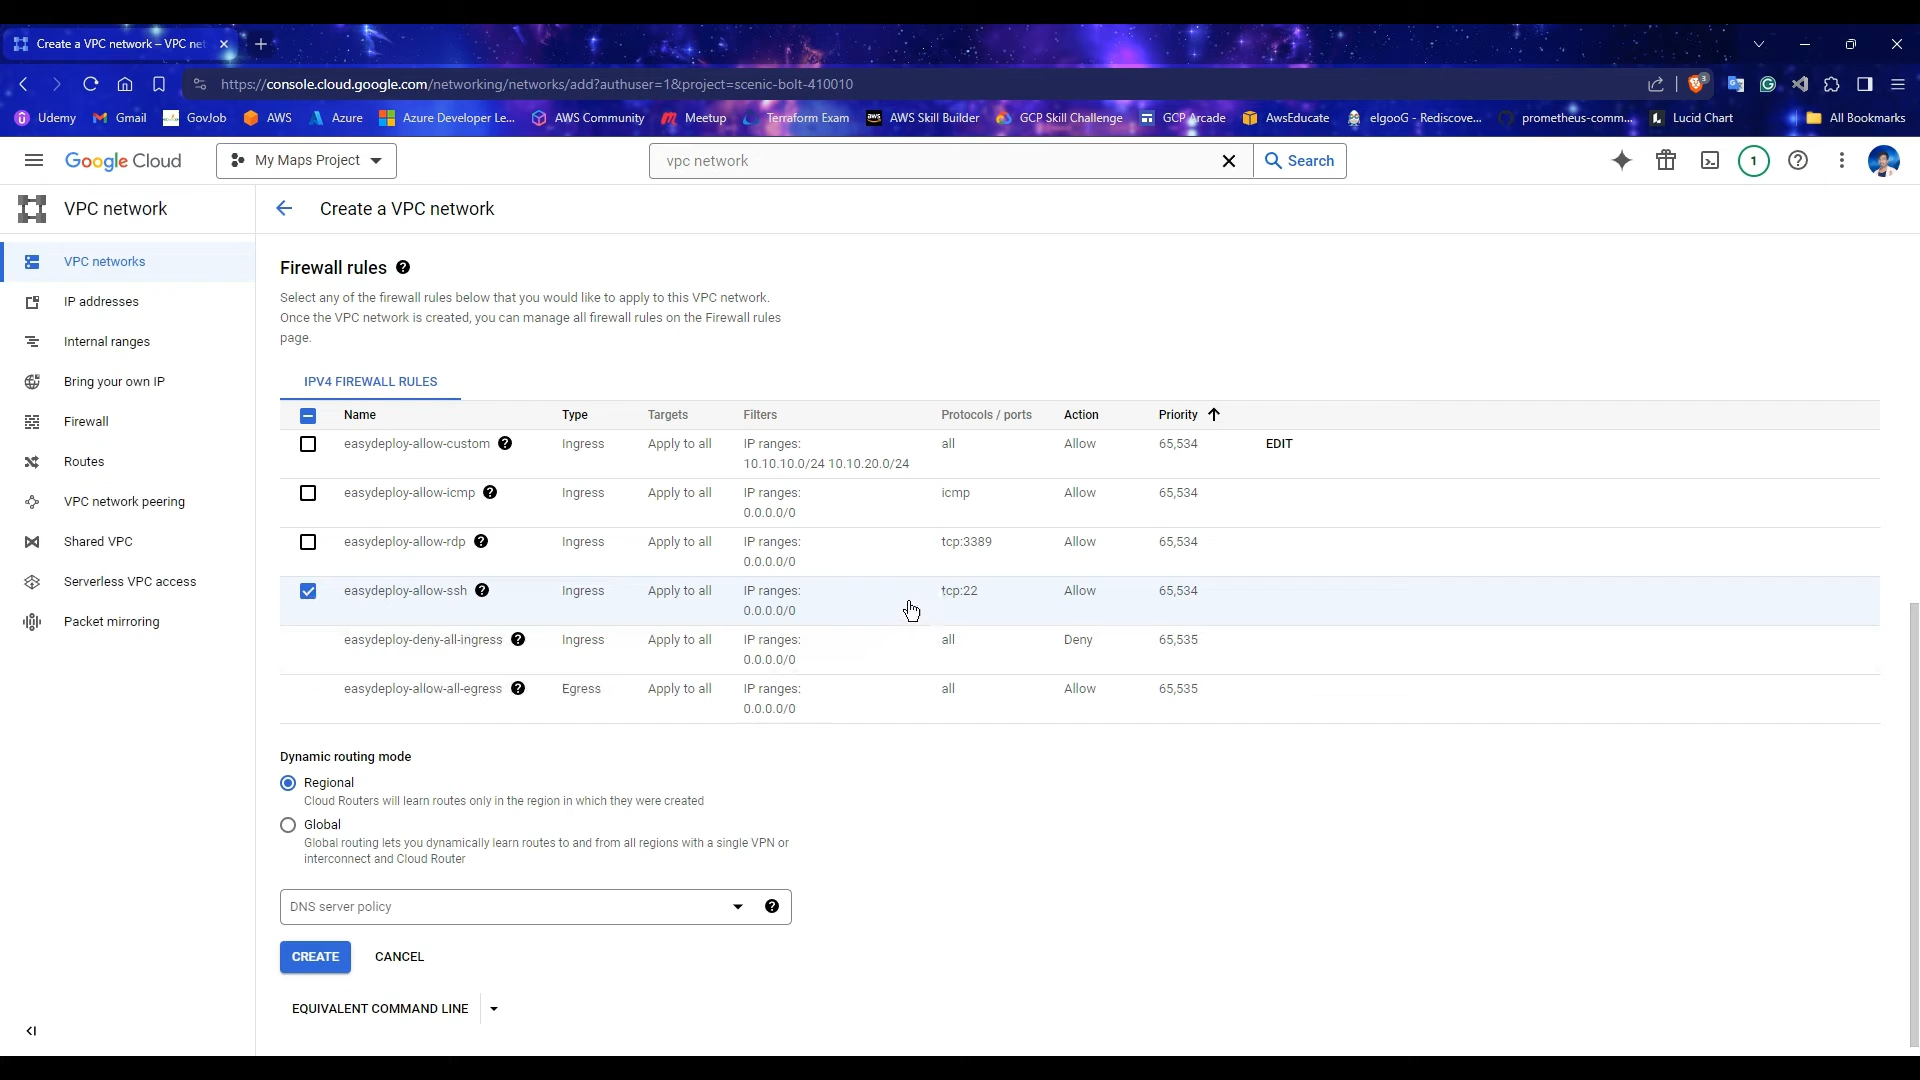 Create a VPC network – VPC net
https://console.cloud.google.com/networking/networks/add?authuser=1&project=scenic-bolt-410010
3
Udemy Gmail GovJob AWS Azure Azure Developer Le... AWS Community Meetup Terraform Exam AWS Skill Builder GCP Skill Challenge GCP Arcade AwsEducate elgooG - Rediscove... prometheus-comm... Lucid Chart All Bookmarks
Google Cloud My Maps Project vpc network Search 1
VPC network
VPC networks
IP addresses
Internal ranges
Bring your own IP
Firewall
Routes
VPC network peering
Shared VPC
Serverless VPC access
Packet mirroring
Create a VPC network
Firewall rules
Select any of the firewall rules below that you would like to apply to this VPC network.
Once the VPC network is created, you can manage all firewall rules on the Firewall rules
page.
IPV4 FIREWALL RULES
Name Type Targets Filters Protocols / ports Action Priority
easydeploy-allow-custom Ingress Apply to all IP ranges: all Allow 65,534 EDIT
10.10.10.0/24 10.10.20.0/24
easydeploy-allow-icmp Ingress Apply to all IP ranges: icmp Allow 65,534
0.0.0.0/0
easydeploy-allow-rdp Ingress Apply to all IP ranges: tcp:3389 Allow 65,534
0.0.0.0/0
easydeploy-allow-ssh Ingress Apply to all IP ranges: tcp:22 Allow 65,534
0.0.0.0/0
easydeploy-deny-all-ingress Ingress Apply to all IP ranges: all Deny 65,535
0.0.0.0/0
easydeploy-allow-all-egress Egress Apply to all IP ranges: all Allow 65,535
0.0.0.0/0
Dynamic routing mode
Regional
Cloud Routers will learn routes only in the region in which they were created
Global
Global routing lets you dynamically learn routes to and from all regions with a single VPN or
interconnect and Cloud Router
DNS server policy
CREATE CANCEL
EQUIVALENT COMMAND LINE